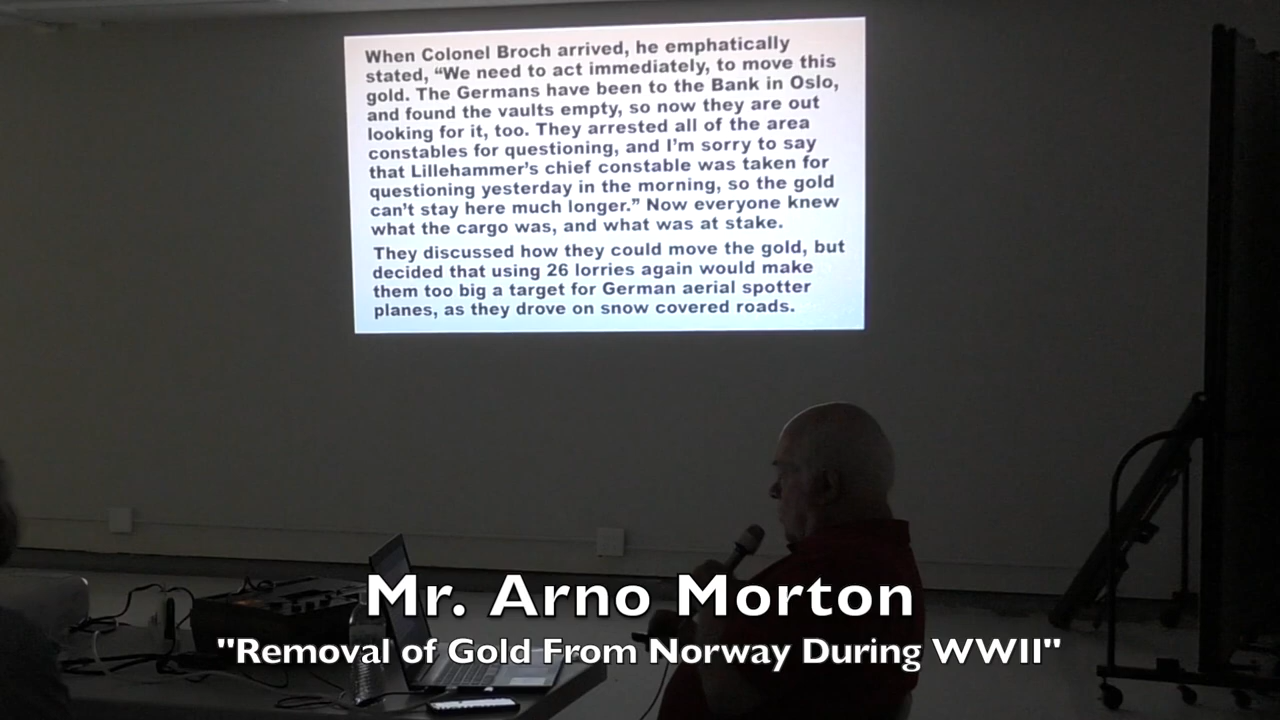 When Colonel Broch arrived, he emphatically
stated, “We need to act immediately, to move this
gold. The Germans have been to the Bank in Oslo,
and found the vaults empty, so now they are out
looking for it, too. They arrested all of the area
constables for questioning, and I’m sorry to say
that Lillehammer’s chief constable was taken for
questioning yesterday in the morning, so the gold
can’t stay here much longer.” Now everyone knew
what the cargo was, and what was at stake.
They discussed how they could move the gold, but
decided that using 26 lorries again would make
them too big a target for German aerial spotter
planes, as they drove on snow covered roads.
Mr. Arno Morton
"Removal of Gold From Norway During WWII"